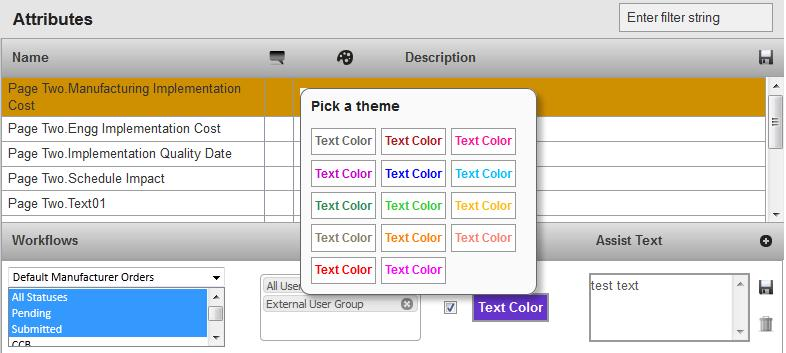 Attributes
Enter filter string
Name
Description
Page Two.Manufacturing Implementation
Cost
Pick a theme
Page Two.Engg Implementation Cost
Page Two.Implementation Quality Date
Page Two.Schedule Impact
Page Two.Text01
Text Color Text Color Text Color
Text Color Text Color Text Color
Text Color Text Color Text Color
Text Color Text Color Text Color
Text Color Text Color
Workflows
Assist Text
Default Manufacturer Orders
All Statuses
Pending
Submitted
CCB
All User
External User Group
Text Color
test text